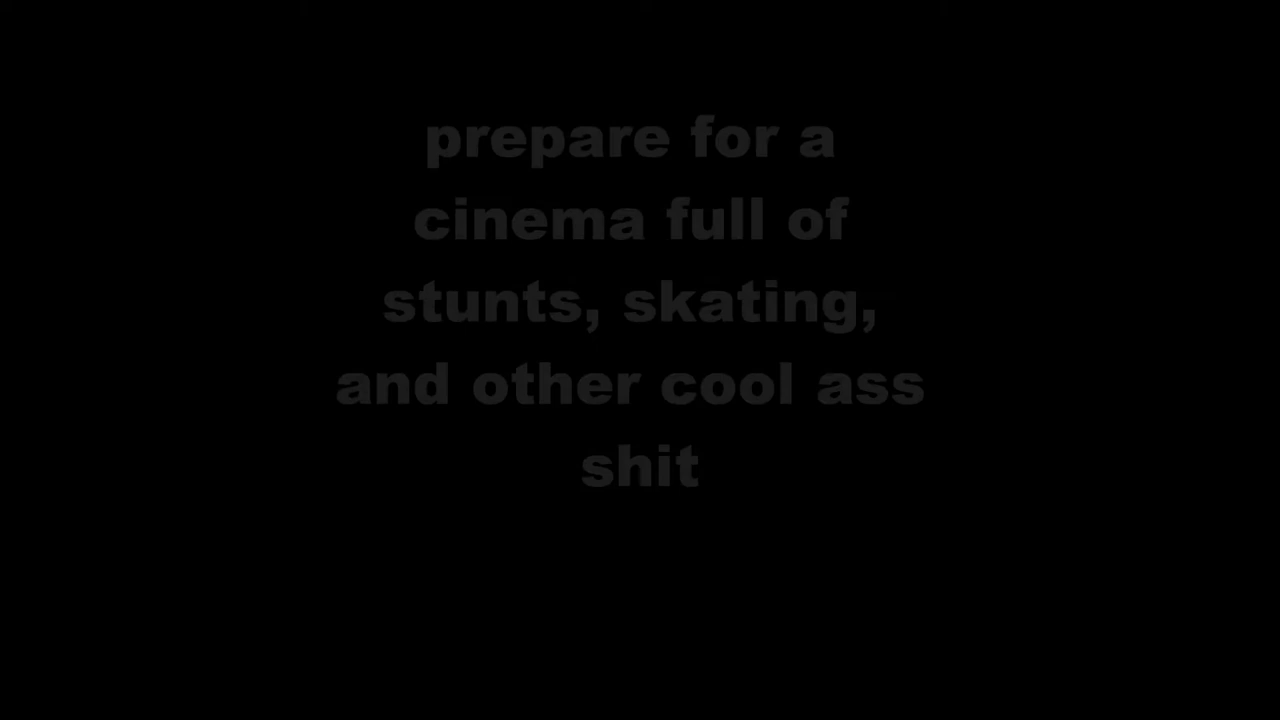 prepare for a
cinema full of
stunts, skating,
and other cool ass
shit